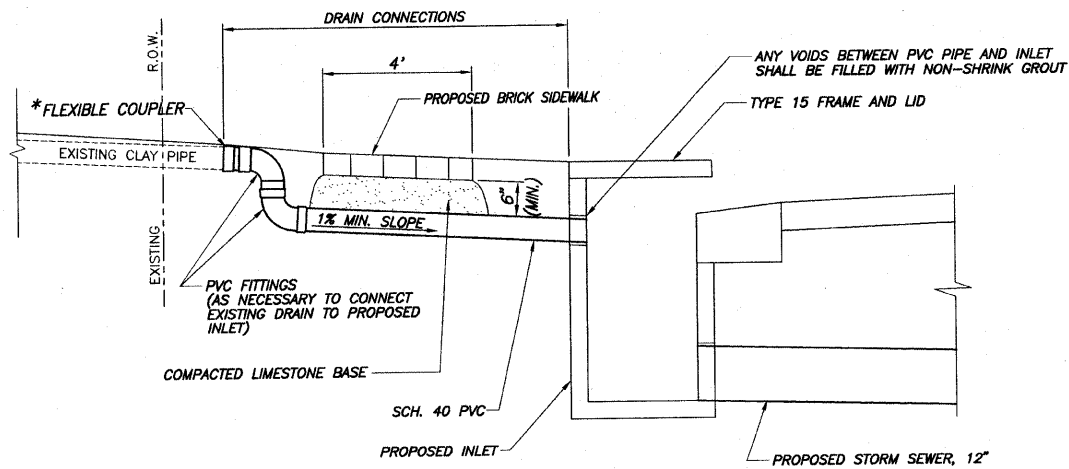 DRAIN CONNECTIONS
R.O.W.
4'
ANY VOIDS BETWEEN PVC PIPE AND INLET
SHALL BE FILLED WITH NON-SHRINK GROUT
PROPOSED BRICK SIDEWALK
TYPE 15 FRAME AND LID
*FLEXIBLE COUPLER
EXISTING CLAY PIPE
6"
(MIN.)
1% MIN. SLOPE
EXISTING
PVC FITTINGS
(AS NECESSARY TO CONNECT
EXISTING DRAIN TO PROPOSED
INLET)
COMPACTED LIMESTONE BASE
SCH. 40 PVC
PROPOSED INLET
PROPOSED STORM SEWER, 12"